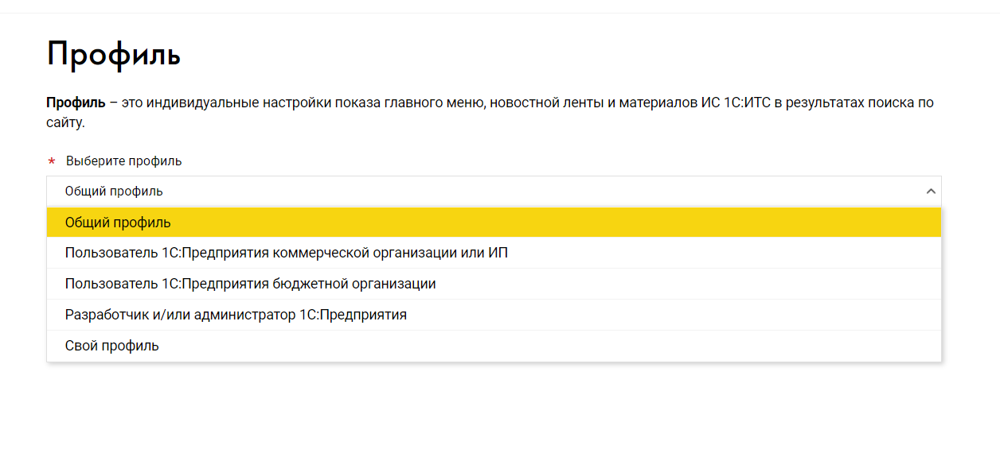 Профиль
Профиль – это индивидуальные настройки показа главного меню, новостной ленты и материалов ИС 1С:ИТС в результатах поиска по
сайту.
* Выберите профиль
Общий профиль
Общий профиль
Пользователь 1С:Предприятия коммерческой организации или ИП
Пользователь 1С:Предприятия бюджетной организации
Разработчик и/или администратор 1С:Предприятия
Свой профиль